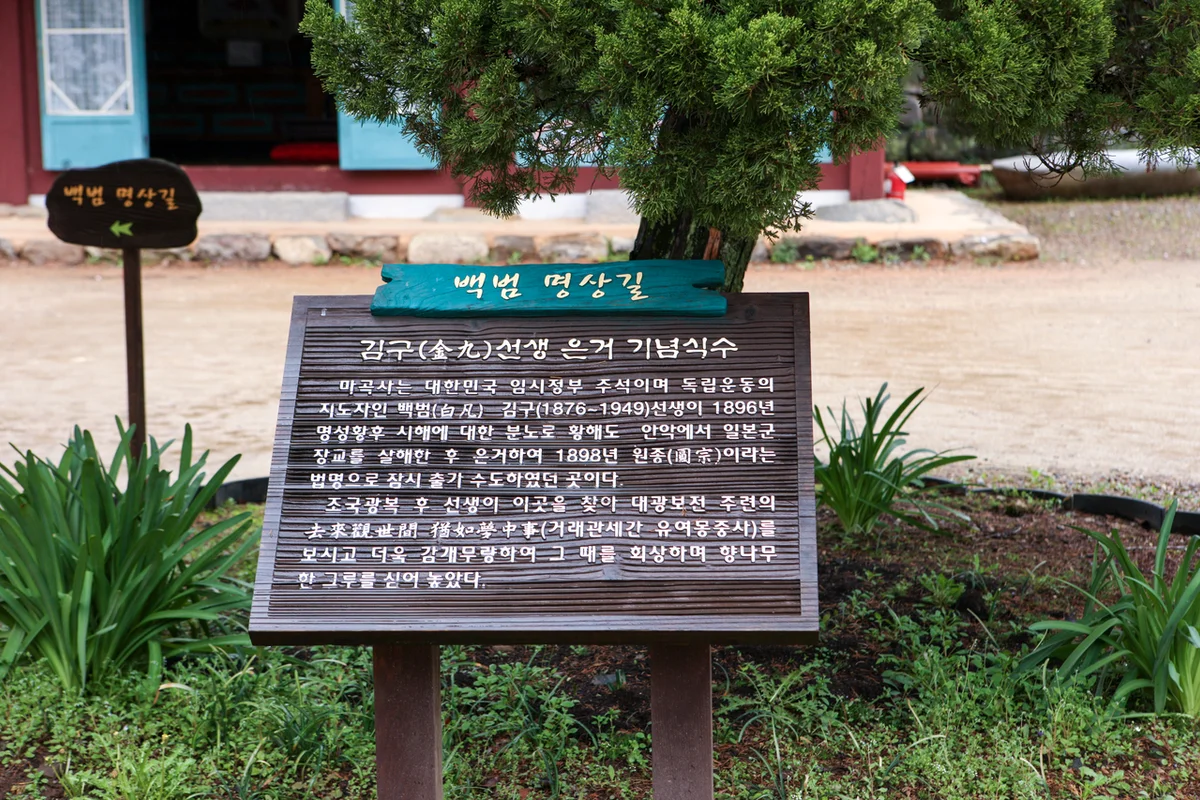 백범 명상길
백범 명상길
김구(金九)선생 은거 기념식수
마곡사는 대한민국 임시정부 주석이며 독립운동의
지도자인 백범(白凡) 김구(1876~1949)선생이 1896년
명성황후 시해에 대한 분노로 황해도 안악에서 일본군
장교를 살해한 후 은거하여 1898년 원종(圓宗)이라는
법명으로 잠시 출가 수도하였던 곳이다.
조국광복 후 선생이 이곳을 찾아 대광보전 주련의
去來觀世間 猶如夢中事(거래관세간 유여몽중사)를
보시고 더욱 감개무량하여 그 때를 회상하며 향나무
한 그루를 심어 놓았다.